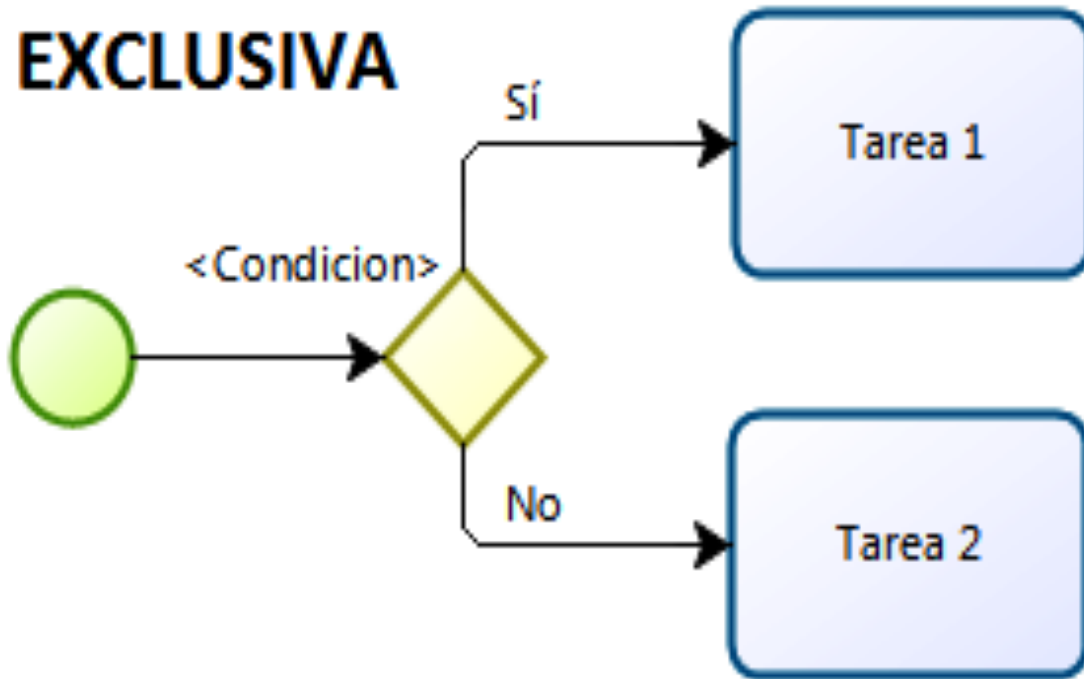 EXCLUSIVA
Sí
Tarea 1
<Condicion>
No
Tarea 2